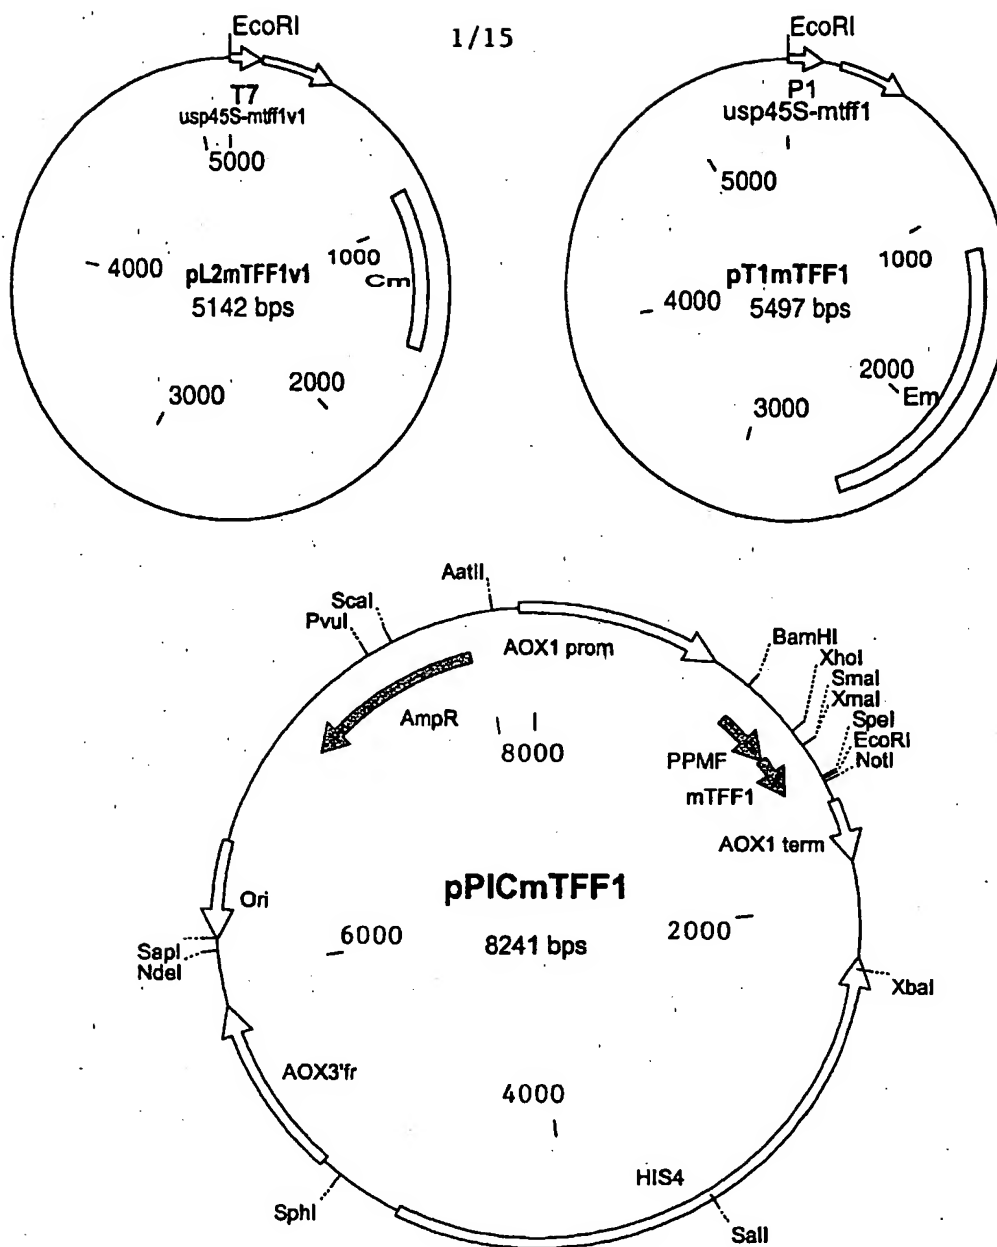 1/15
EcoRI
T7
usp45S-mtff1v1
5000
4000
1000
pL2mTFF1v1
5142 bps
Cm
3000
2000
EcoRI
P1
usp45S-mtff1
5000
1000
pT1mTFF1
4000
5497 bps
2000
Em
3000
AatII
ScaI
PvuI
AOX1 prom
BamHI
XhoI
SmaI
XmaI
SpeI
EcoRI
NotI
AmpR
8000
PPMF
mTFF1
AOX1 term
pPICmTFF1
Ori
6000
8241 bps
2000
SapI
NdeI
XbaI
AOX3'fr
4000
HIS4
SphI
SalI